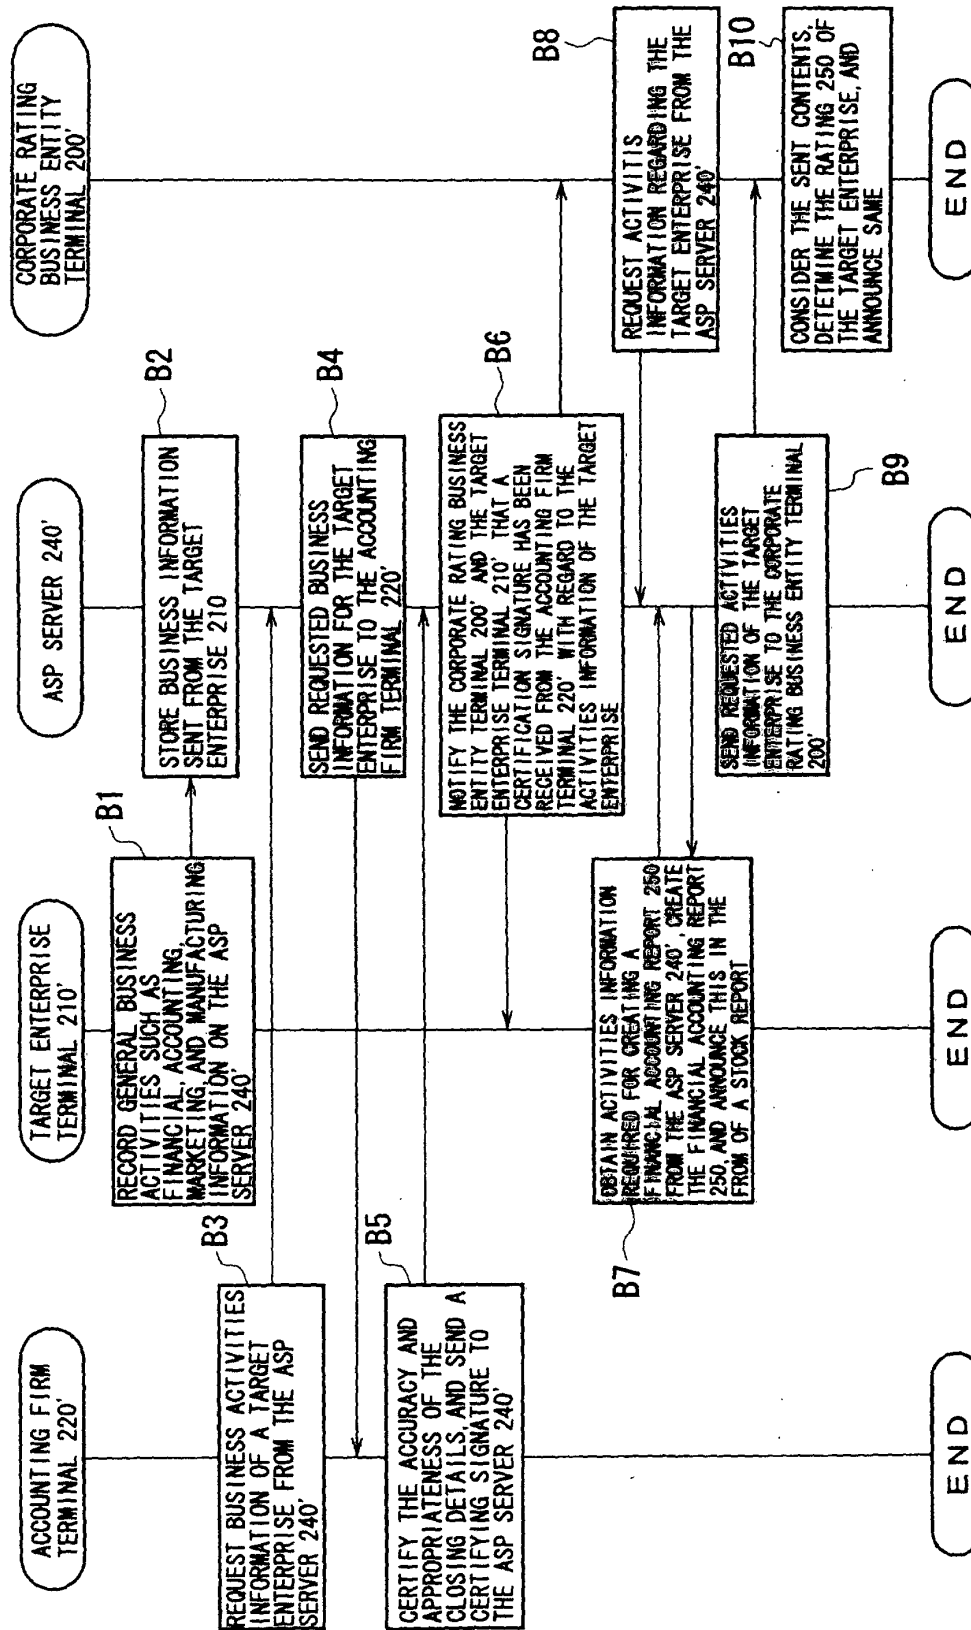 ACCOUNTING FIRM
TERMINAL 220'
TARGET ENTERPRISE
TERMINAL 210'
ASP SERVER 240'
CORPORATE RATING
BUSINESS ENTITY
TERMINAL 200'
B1
RECORD GENERAL BUSINESS
ACTIVITIES SUCH AS
FINANCIAL, ACCOUNTING,
MARKETING, AND MANUFACTURING
INFORMATION ON THE ASP
SERVER 240'
B2
STORE BUSINESS INFORMATION
SENT FROM THE TARGET
ENTERPRISE 210
B3
REQUEST BUSINESS ACTIVITIES
INFORMATION OF A TARGET
ENTERPRISE FROM THE ASP
SERVER 240'
B4
SEND REQUESTED BUSINESS
INFORMATION FOR THE TARGET
ENTERPRISE TO THE ACCOUNTING
FIRM TERMINAL 220'
B5
CERTIFY THE ACCURACY AND
APPROPRIATENESS OF THE
CLOSING DETAILS, AND SEND A
CERTIFYING SIGNATURE TO
THE ASP SERVER 240'
B6
NOTIFY THE CORPORATE RATING BUSINESS
ENTITY TERMINAL 200' AND THE TARGET
ENTERPRISE TERMINAL 210' THAT A
CERTIFICATION SIGNATURE HAS BEEN
RECEIVED FROM THE ACCOUNTING FIRM
TERMINAL 220' WITH REGARD TO THE
ACTIVITIES INFORMATION OF THE TARGET
ENTERPRISE
B7
OBTAIN ACTIVITIES INFORMATION
REQUIRED FOR CREATING A
FINANCIAL ACCOUNTING REPORT 250
FROM THE ASP SERVER 240', CREATE
THE FINANCIAL ACCOUNTING REPORT
250, AND ANNOUNCE THIS IN THE
FROM OF A STOCK REPORT
B8
REQUEST ACTIVITIS
INFORMATION REGARDING THE
TARGET ENTERPRISE FROM THE
ASP SERVER 240'
B9
SEND REQUESTED ACTIVITIES
INFORMATION OF THE TARGET
ENTERPRISE TO THE CORPORATE
RATING BUSINESS ENTITY TERMINAL
200'
B10
CONSIDER THE SENT CONTENTS,
DETETMINE THE RATING 250 OF
THE TARGET ENTERPRISE, AND
ANNOUNCE SAME
END
END
END
END